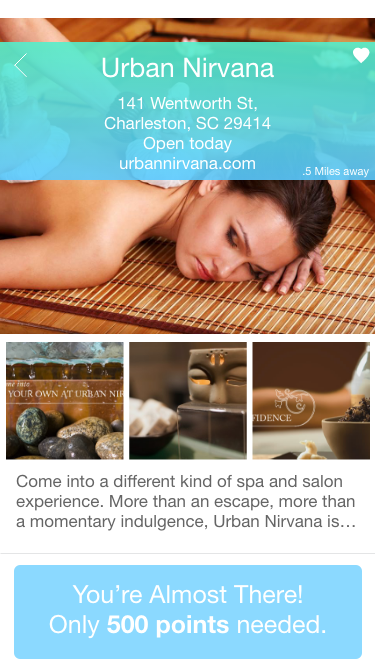 Urban Nirvana
141 Wentworth St,
Charleston, SC 29414
Open today
urbannirvana.com
.5 Miles away
me into
YOUR OWN AT URBAN NIR
FIDENCE
Come into a different kind of spa and salon
experience. More than an escape, more than
a momentary indulgence, Urban Nirvana is…
You’re Almost There!
Only 500 points needed.